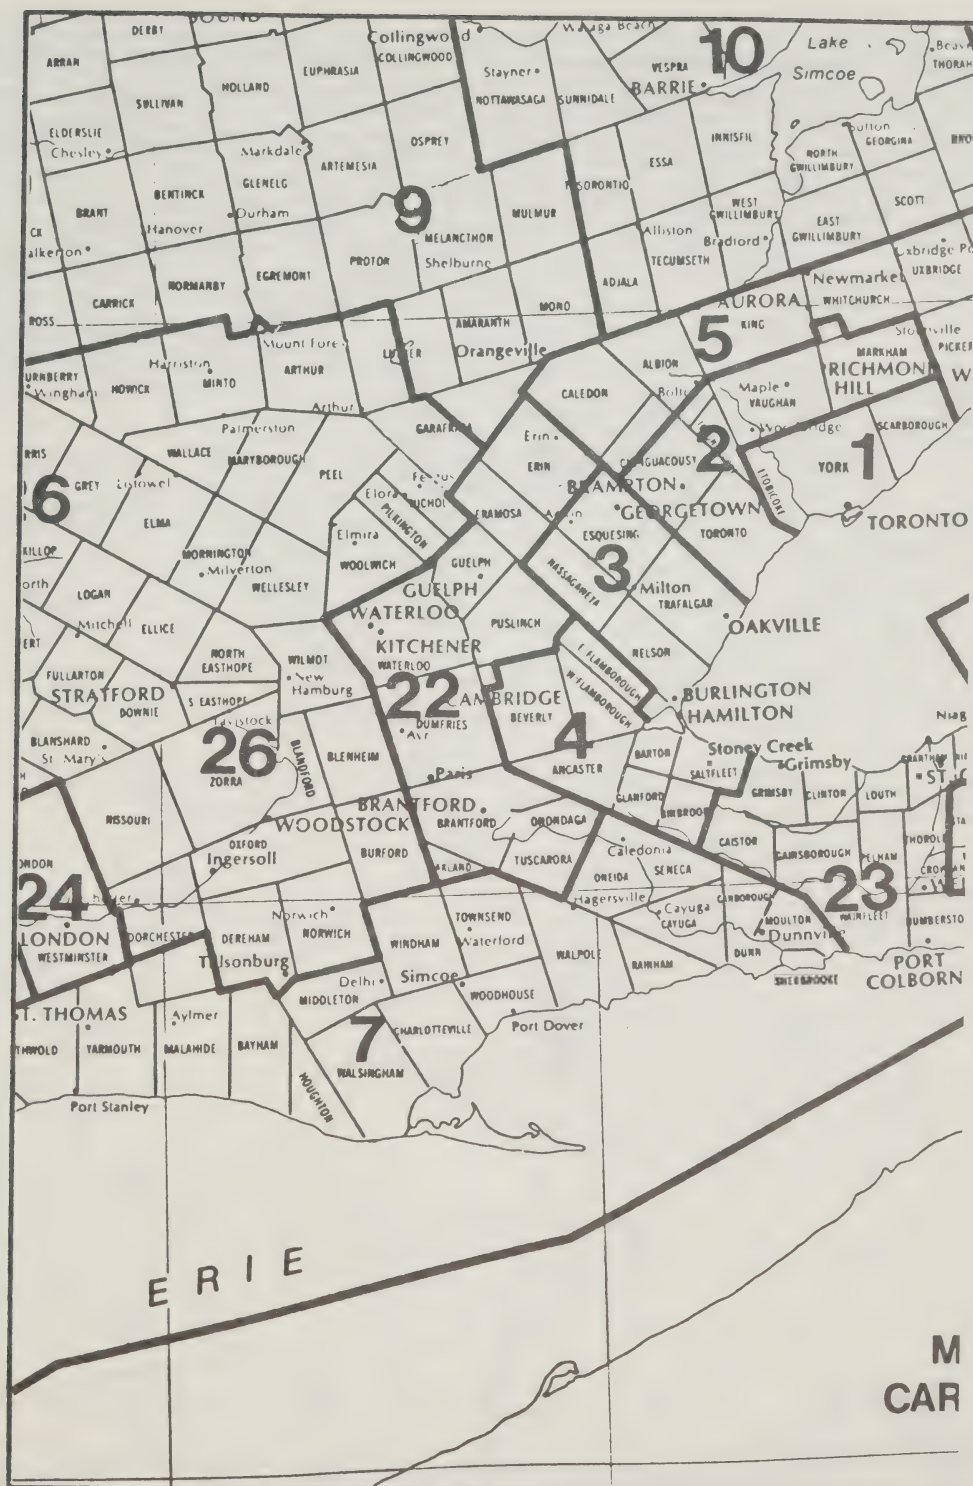 SOUND
DERBY
ARRAN
HOLLAND
EUPHRASIA
Collingwood
COLLINGWOOD
Wasaga Beach
10
Lake
Simcoe
THORAH
VESPRA
BARRIE
Stayner
NOTTAWASAGA
SUNNIDALE
SULLIVAN
ELDERSLIE
Chesley
Markdale
ARTEMESIA
OSPREY
ESSA
INNISFIL
Sutton
GEORGINA
NORTH
GWILLIMBURY
BENTINCK
GLENELG
9
BRANT
Durham
Hanover
MULMUR
WEST
GWILLIMBURY
SCOTT
EAST
GWILLIMBURY
MELANCTHON
Shelburne
PROTON
EGREMONT
NORMANBY
CARRICK
Alliston
TECUMSETH
Bradford
ADJALA
MONO
AMARANTH
Orangeville
Newmarket
WHITCHURCH
UXBRIDGE
AURORA
KING
5
ROSS
Mount Forest
ARTHUR
Harriston
MINTO
HOWICK
Wingham
ALBION
MARKHAM
RICHMOND
HILL
Maple
VAUGHAN
CALEDON
Arthur
Palmerston
GARAFRAXA
Erin
ERIN
2
SCARBOROUGH
YORK
1
ETOBICOKE
TORONTO
WALLACE
MARYBOROUGH
PEEL
GREY
6
ELMA
Elora
PILKINGTON
BRAMPTON
GEORGETOWN
ERAMOSA
ESQUESING
TORONTO
MORNINGTON
Milverton
Elmira
WOOLWICH
WELLESLEY
GUELPH
GUELPH
3
NASSAGAWEYA
Milton
TRAFALGAR
LOGAN
Mitchell
ELLICE
WATERLOO
KITCHENER
WATERLOO
PUSLINCH
OAKVILLE
NORTH
EASTHOPE
WILMOT
New
Hamburg
NELSON
E. FLAMBOROUGH
W. FLAMBOROUGH
FULLARTON
STRATFORD
DOWNIE
S EASTHOPE
Tavistock
22
CAMBRIDGE
DUMFRIES
Ayr
BEVERLY
4
BURLINGTON
HAMILTON
BLANSHARD
St. Mary's
26
ZORRA
BLANDFORD
BLENHEIM
Paris
ANCASTER
BARTON
SALTFLEET
Stoney Creek
Grimsby
GRIMSBY
CLINTON
LOUTH
NISSOURI
WOODSTOCK
BRANTFORD
BRANTFORD
ONONDAGA
GLANFORD
BINBROOK
CAISTOR
GAINSBOROUGH
PELHAM
OXFORD
Ingersoll
BURFORD
OAKLAND
TUSCARORA
Caledonia
SENECA
ONEIDA
Hagersville
Cayuga
CAYUGA
MOULTON
Dunnville
23
WAINFLEET
24
LONDON
WESTMINSTER
DORCHESTER
DEREHAM
Tillsonburg
Norwich
NORWICH
TOWNSEND
Waterford
WINDHAM
Delhi
Simcoe
WOODHOUSE
WALPOLE
RAINHAM
DUNN
SHERBROOKE
PORT
COLBORN
MIDDLETON
Port Dover
Aylmer
YARMOUTH
MALAHIDE
BAYHAM
7
CHARLOTTEVILLE
WALSINGHAM
HOUGHTON
Port Stanley
ERIE
M
CAR